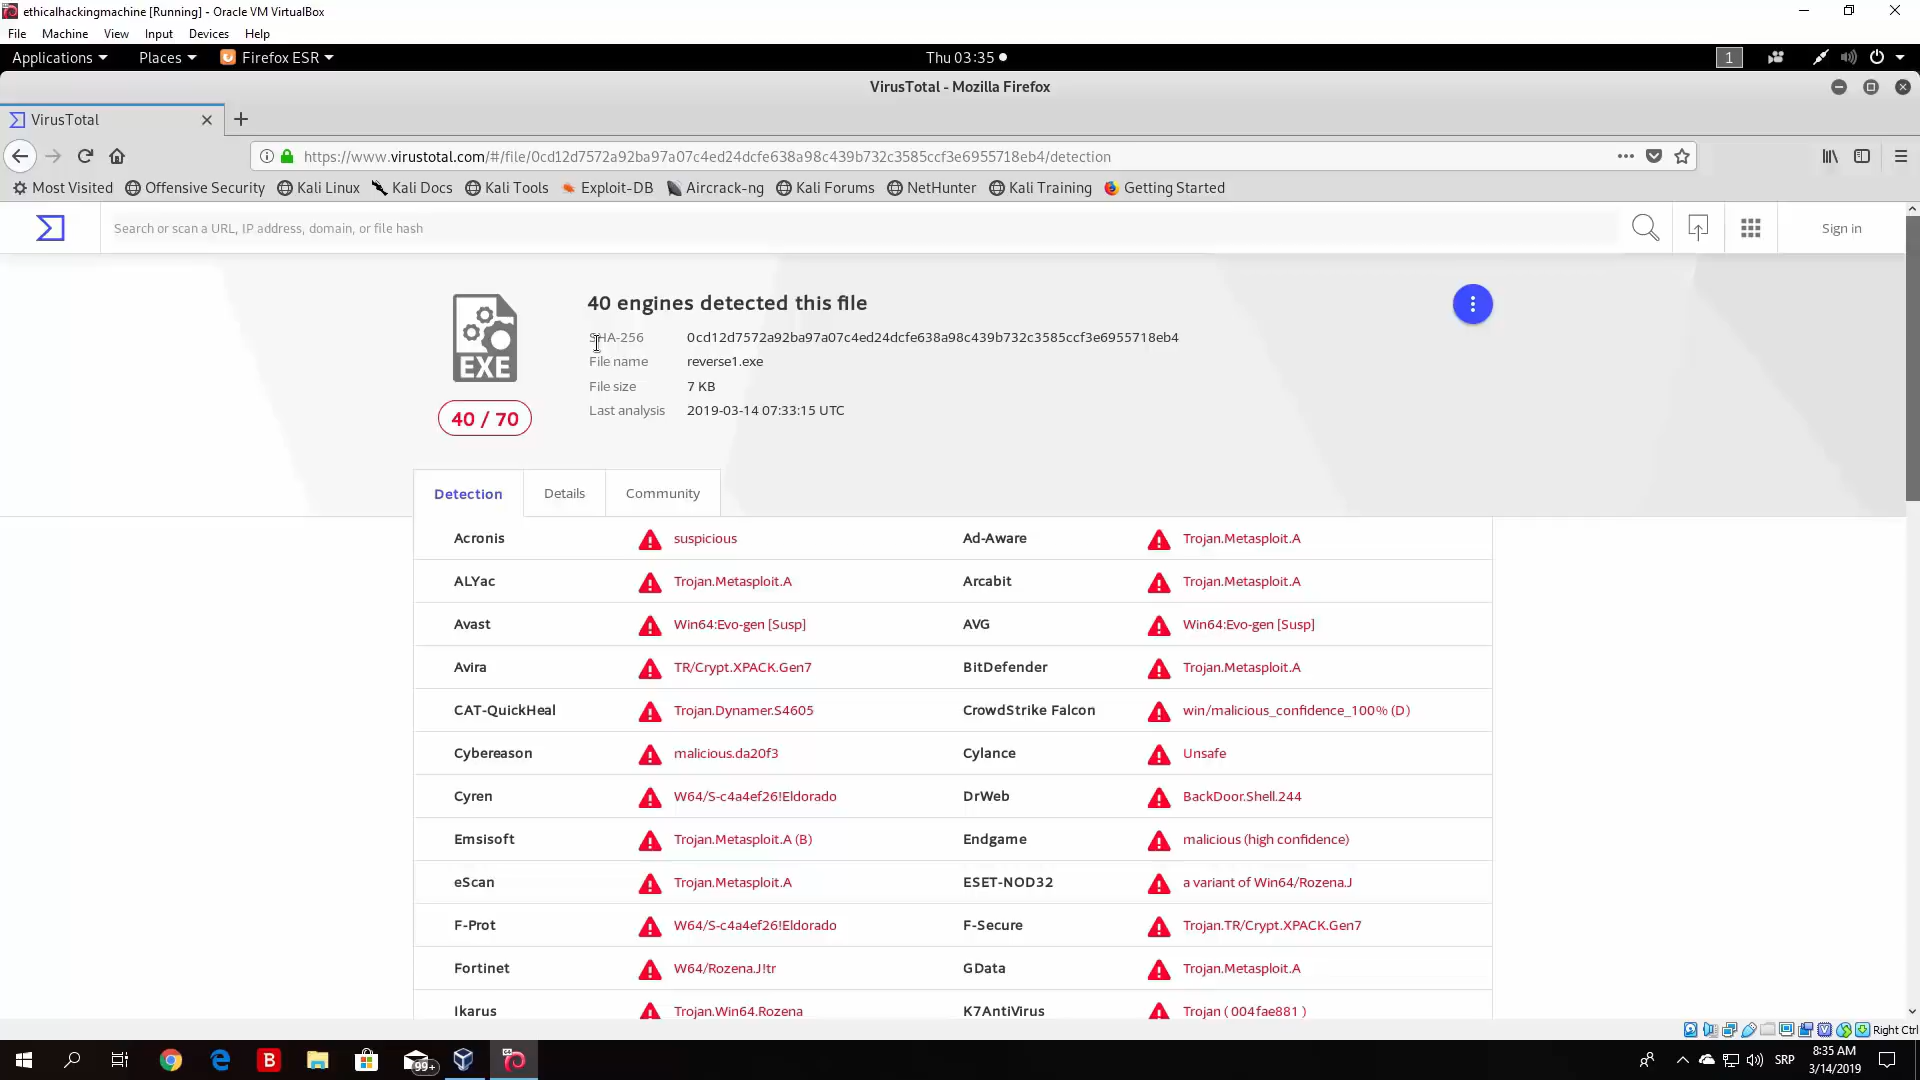 ethicalhackingmachine [Running] - Oracle VM VirtualBox
File Machine View Input Devices Help
Applications Places Firefox ESR Thu 03:35 1
VirusTotal - Mozilla Firefox
VirusTotal
https://www.virustotal.com/#/file/0cd12d7572a92ba97a07c4ed24dcfe638a98c439b732c3585ccf3e6955718eb4/detection
Most Visited Offensive Security Kali Linux Kali Docs Kali Tools Exploit-DB Aircrack-ng Kali Forums NetHunter Kali Training Getting Started
Search or scan a URL, IP address, domain, or file hash Sign in
40 engines detected this file
SHA-256 0cd12d7572a92ba97a07c4ed24dcfe638a98c439b732c3585ccf3e6955718eb4
File name reverse1.exe
File size 7 KB
Last analysis 2019-03-14 07:33:15 UTC
EXE
40 / 70
Detection Details Community
Acronis suspicious Ad-Aware Trojan.Metasploit.A
ALYac Trojan.Metasploit.A Arcabit Trojan.Metasploit.A
Avast Win64:Evo-gen [Susp] AVG Win64:Evo-gen [Susp]
Avira TR/Crypt.XPACK.Gen7 BitDefender Trojan.Metasploit.A
CAT-QuickHeal Trojan.Dynamer.S4605 CrowdStrike Falcon win/malicious_confidence_100% (D)
Cybereason malicious.da20f3 Cylance Unsafe
Cyren W64/S-c4a4ef26!Eldorado DrWeb BackDoor.Shell.244
Emsisoft Trojan.Metasploit.A (B) Endgame malicious (high confidence)
eScan Trojan.Metasploit.A ESET-NOD32 a variant of Win64/Rozena.J
F-Prot W64/S-c4a4ef26!Eldorado F-Secure Trojan.TR/Crypt.XPACK.Gen7
Fortinet W64/Rozena.J!tr GData Trojan.Metasploit.A
Ikarus Trojan.Win64.Rozena K7AntiVirus Trojan ( 004fae881 )
Right Ctrl
99+ SRP 8:35 AM
3/14/2019